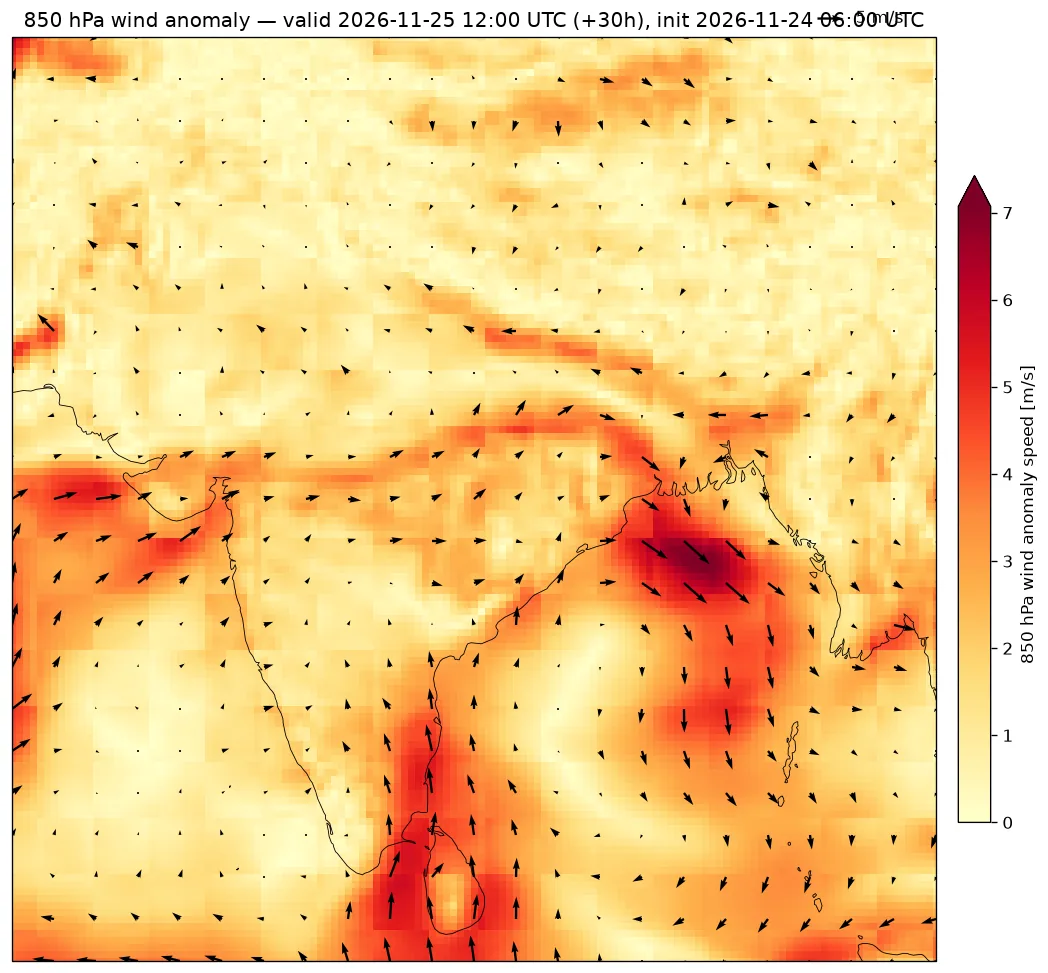 850 hPa wind anomaly — valid 2026-11-25 12:00 UTC (+30h), init 2026-11-24 06:00 UTC
5 m/s
7
6
5
4
3
2
1
0
850 hPa wind anomaly speed [m/s]